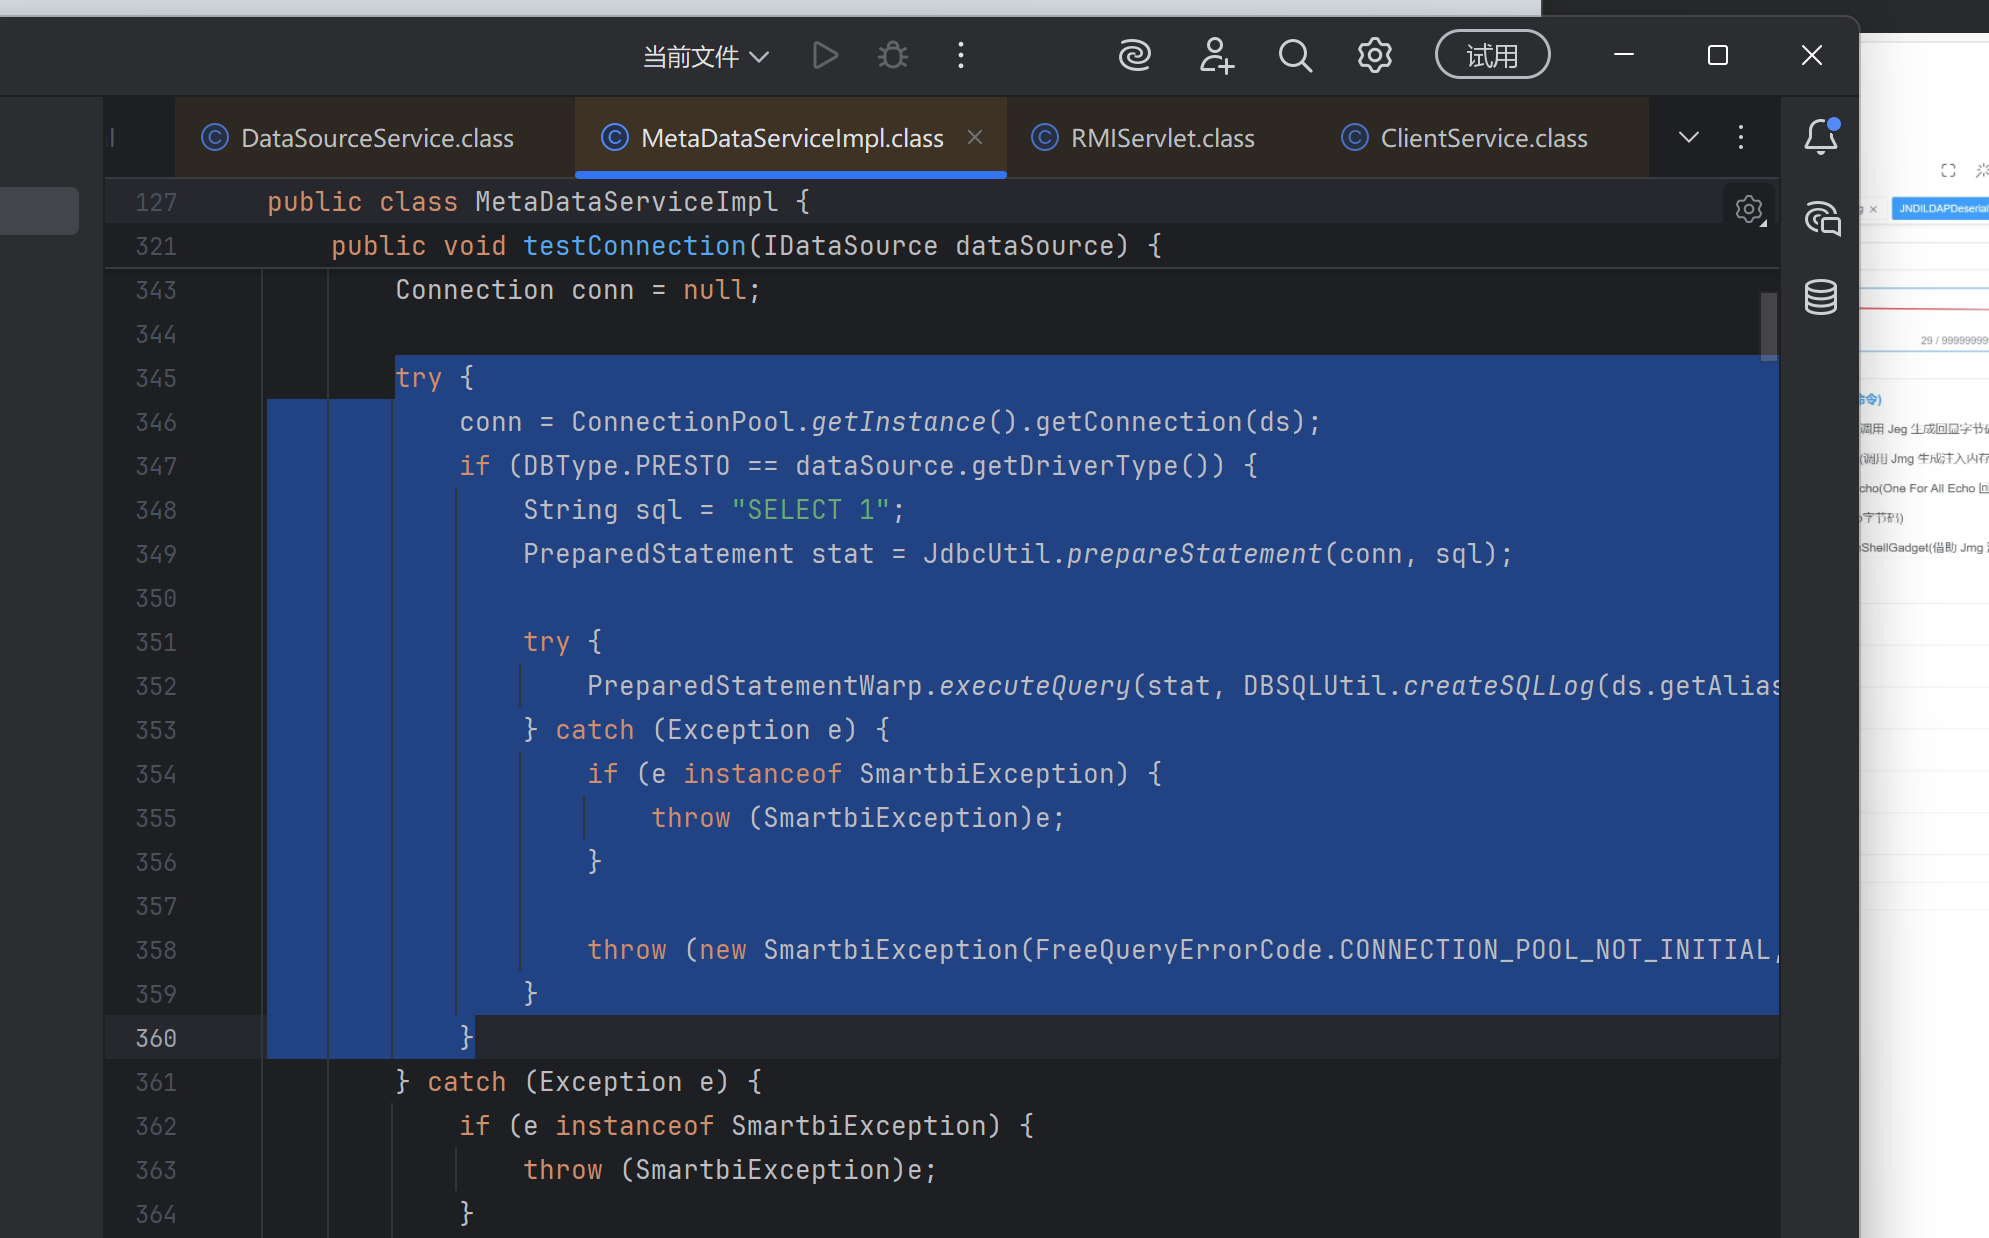 当前文件
试用
DataSourceService.class
MetaDataServiceImpl.class
RMIServlet.class
ClientService.class
127 public class MetaDataServiceImpl {
321 public void testConnection(IDataSource dataSource) {
343 Connection conn = null;
344
345 try {
346 conn = ConnectionPool.getInstance().getConnection(ds);
347 if (DBType.PRESTO == dataSource.getDriverType()) {
348 String sql = "SELECT 1";
349 PreparedStatement stat = JdbcUtil.prepareStatement(conn, sql);
350
351 try {
352 PreparedStatementWarp.executeQuery(stat, DBSQLUtil.createSQLLog(ds.getAlias
353 } catch (Exception e) {
354 if (e instanceof SmartbiException) {
355 throw (SmartbiException)e;
356 }
357
358 throw (new SmartbiException(FreeQueryErrorCode.CONNECTION_POOL_NOT_INITIAL,
359 }
360 }
361 } catch (Exception e) {
362 if (e instanceof SmartbiException) {
363 throw (SmartbiException)e;
364 }
JNDILDAPDeserial
29 / 99999999
命令)
调用 Jeg 生成回显字节码
(调用 Jmg 生成注入内存
cho(One For All Echo 回
字节码)
ShellGadget(借助 Jmg